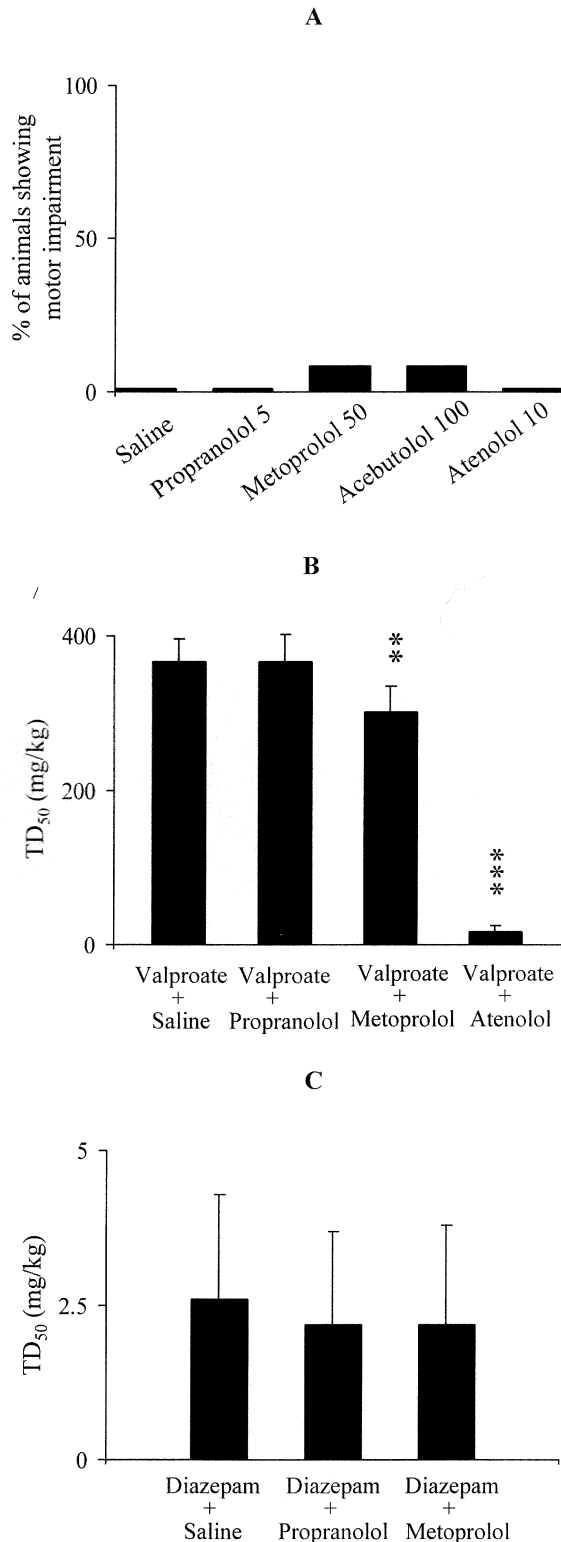 A
% of animals showing
motor impairment
100
50
0
Saline
Propranolol 5
Metoprolol 50
Acebutolol 100
Atenolol 10
B
TD50 (mg/kg)
400
200
0
**
***
Valproate
+
Saline
Valproate
+
Propranolol
Valproate
+
Metoprolol
Valproate
+
Atenolol
C
TD50 (mg/kg)
5
2.5
0
Diazepam
+
Saline
Diazepam
+
Propranolol
Diazepam
+
Metoprolol